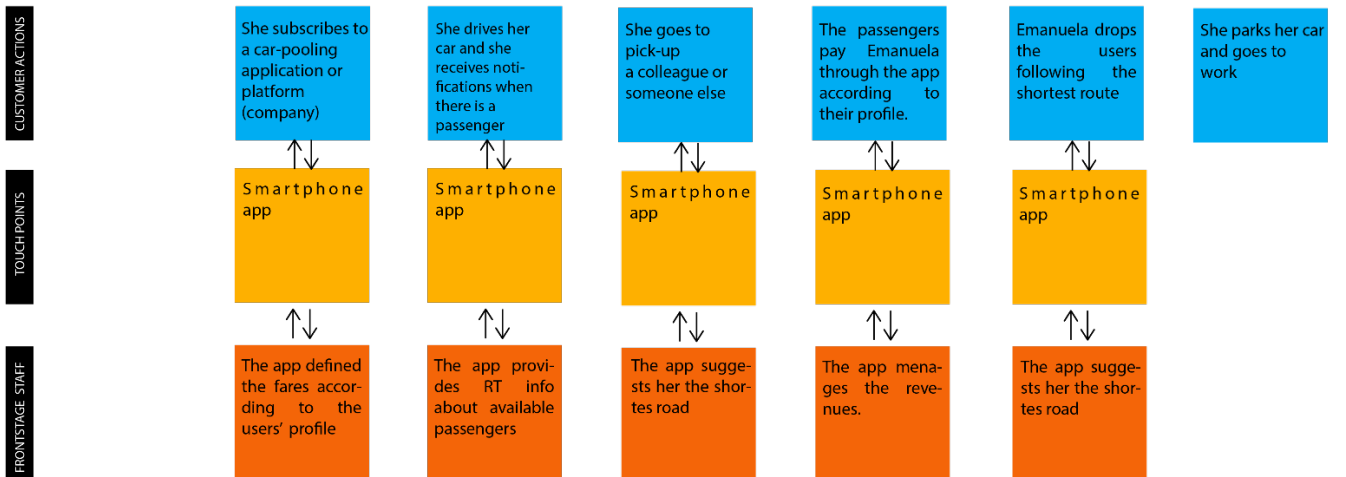 CUSTOMER ACTIONS
She subscribes to
a car-pooling
application or
platform
(company)
She drives her
car and she
receives noti-
fications when
there is a
passenger
She goes to
pick-up
a colleague or
someone else
The passengers
pay Emanuela
through the app
according to
their profile.
Emanuela drops
the users
following the
shortest route
She parks her car
and goes to
work
TOUCH POINTS
Smartphone
app
Smartphone
app
Smartphone
app
Smartphone
app
Smartphone
app
FRONTSTAGE STAFF
The app defined
the fares accor-
ding to the
users' profile
The app provi-
des RT info
about available
passengers
The app sugge-
sts her the shor-
tes road
The app mena-
ges the reve-
nues.
The app sugge-
sts her the shor-
tes road